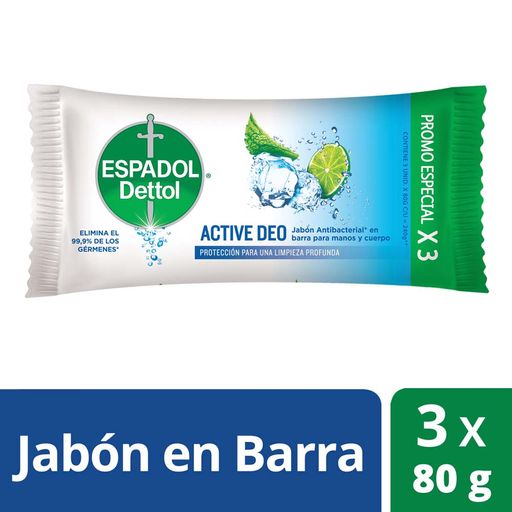 ESPADOL
Dettol®
ELIMINA EL
99,9% DE LOS
GÉRMENES*
ACTIVE DEO
Jabón Antibacterial* en
barra para manos y cuerpo
PROTECCIÓN PARA UNA LIMPIEZA PROFUNDA
PROMO ESPECIAL X 3
Jabón en Barra
3 X
80 g